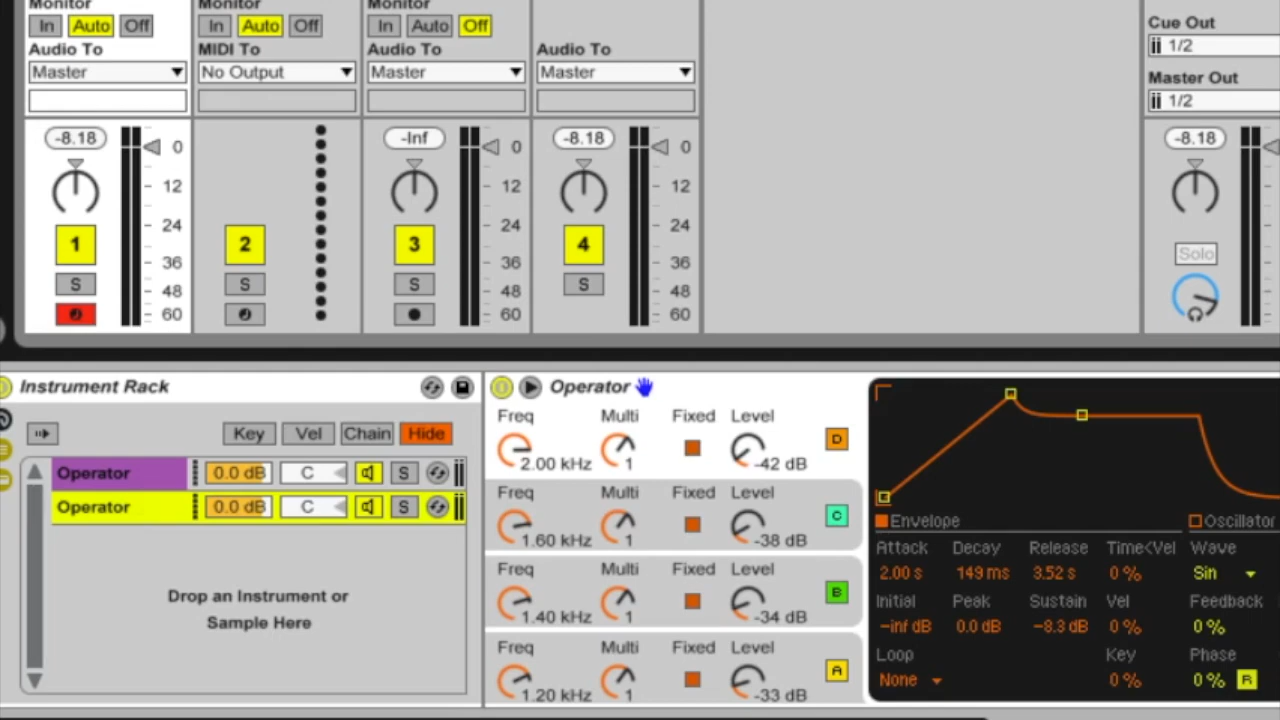 Monitor Monitor Monitor
In Auto Off In Auto Off In Auto Off
Cue Out
Audio To MIDI To Audio To Audio To
1/2
Master No Output Master Master
Master Out
1/2
-8.18 -Inf -8.18 -8.18
0 0 0
12 12 12
24 24 24
1 2 3 4
Solo
36 36 36
S S S S
48 48 48
60 60 60
Instrument Rack
Key Vel Chain Hide
Operator 0.0 dB C S
Operator 0.0 dB C S
Drop an Instrument or
Sample Here
Operator
Freq Multi Fixed Level
2.00 kHz 1 -42 dB D
Freq Multi Fixed Level
1.60 kHz 1 -38 dB C
Freq Multi Fixed Level
1.40 kHz 1 -34 dB B
Freq Multi Fixed Level
1.20 kHz 1 -33 dB A
Envelope Oscillator
Attack Decay Release Time<Vel Wave
2.00 s 149 ms 3.52 s 0 % Sin
Initial Peak Sustain Vel Feedback
-inf dB 0.0 dB -8.3 dB 0 % 0 %
Loop Key Phase
None 0 % 0 % R